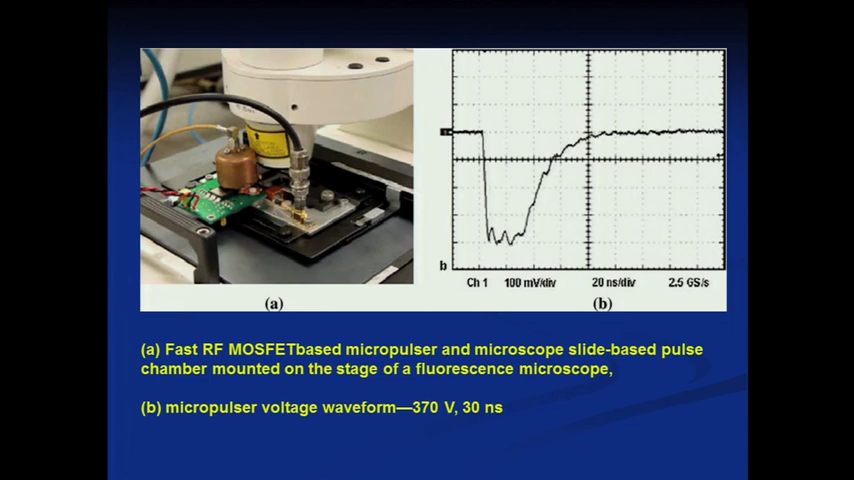 1
b
Ch 1 100 mV/div 20 ns/div 2.5 GS/s
(a) (b)
(a) Fast RF MOSFETbased micropulser and microscope slide-based pulse
chamber mounted on the stage of a fluorescence microscope,
(b) micropulser voltage waveform—370 V, 30 ns